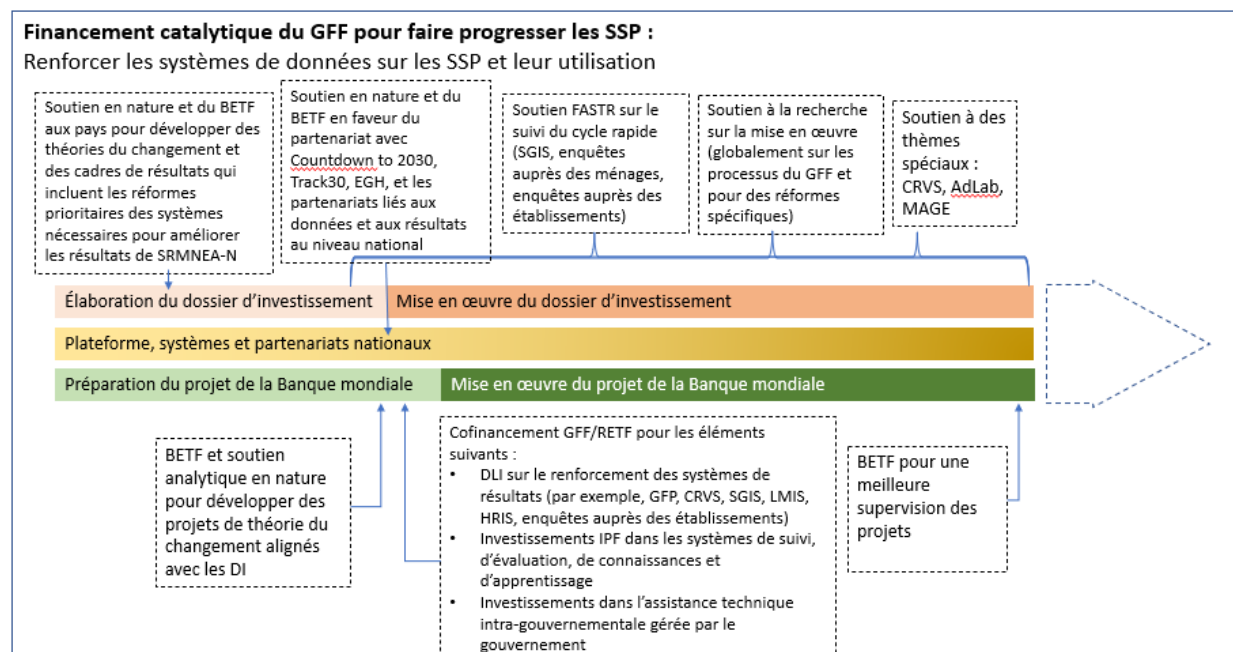 Financement catalytique du GFF pour faire progresser les SSP :
Renforcer les systèmes de données sur les SSP et leur utilisation
Soutien en nature et du BETF
aux pays pour développer des
théories du changement et
des cadres de résultats qui
incluent les réformes
prioritaires des systèmes
nécessaires pour améliorer
les résultats de SRMNEA-N
Soutien en nature et du
BETF en faveur du
partenariat avec
Countdown to 2030,
Track30, EGH, et les
partenariats liés aux
données et aux résultats
au niveau national
Soutien FASTR sur le
suivi du cycle rapide
(SGIS, enquêtes
auprès des ménages,
enquêtes auprès des
établissements)
Soutien à la recherche
sur la mise en œuvre
(globalement sur les
processus du GFF et
pour des réformes
spécifiques)
Soutien à des
thèmes
spéciaux :
CRVS, AdLab,
MAGE
Élaboration du dossier d’investissement
Mise en œuvre du dossier d’investissement
Plateforme, systèmes et partenariats nationaux
Préparation du projet de la Banque mondiale
Mise en œuvre du projet de la Banque mondiale
BETF et soutien
analytique en nature
pour développer des
projets de théorie du
changement alignés
avec les DI
Cofinancement GFF/RETF pour les éléments
suivants :
• DLI sur le renforcement des systèmes de
résultats (par exemple, GFP, CRVS, SGIS, LMIS,
HRIS, enquêtes auprès des établissements)
• Investissements IPF dans les systèmes de suivi,
d’évaluation, de connaissances et
d’apprentissage
• Investissements dans l’assistance technique
intra-gouvernementale gérée par le
gouvernement
BETF pour une
meilleure
supervision des
projets